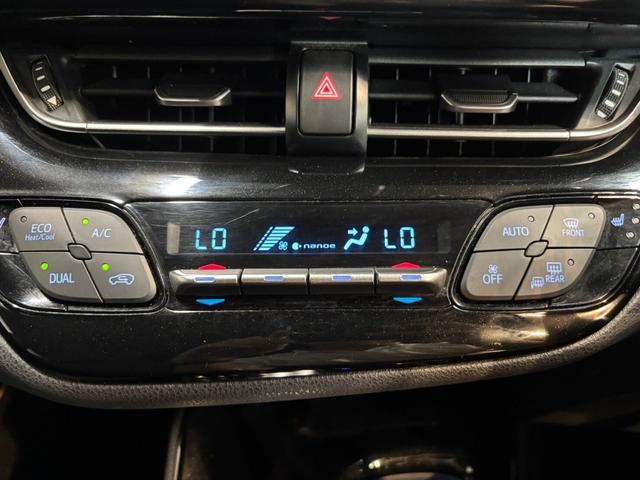 ECO
Heat/Cool
A/C
DUAL
LO
nanoe
LO
AUTO
FRONT
OFF
REAR